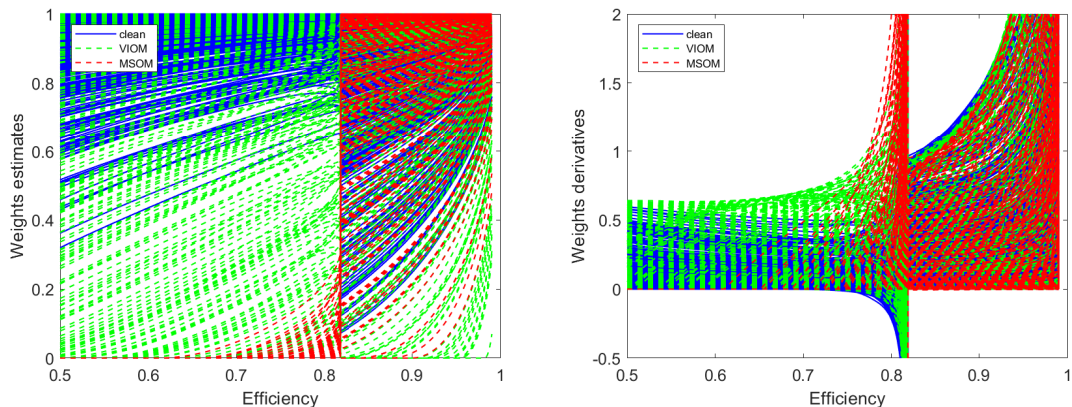 Weights estimates
1
0.8
0.6
0.4
0.2
0
clean
VIOM
MSOM
0.5 0.6 0.7 0.8 0.9 1
Efficiency
Weights derivatives
2
1.5
1
0.5
0
-0.5
clean
VIOM
MSOM
0.5 0.6 0.7 0.8 0.9 1
Efficiency